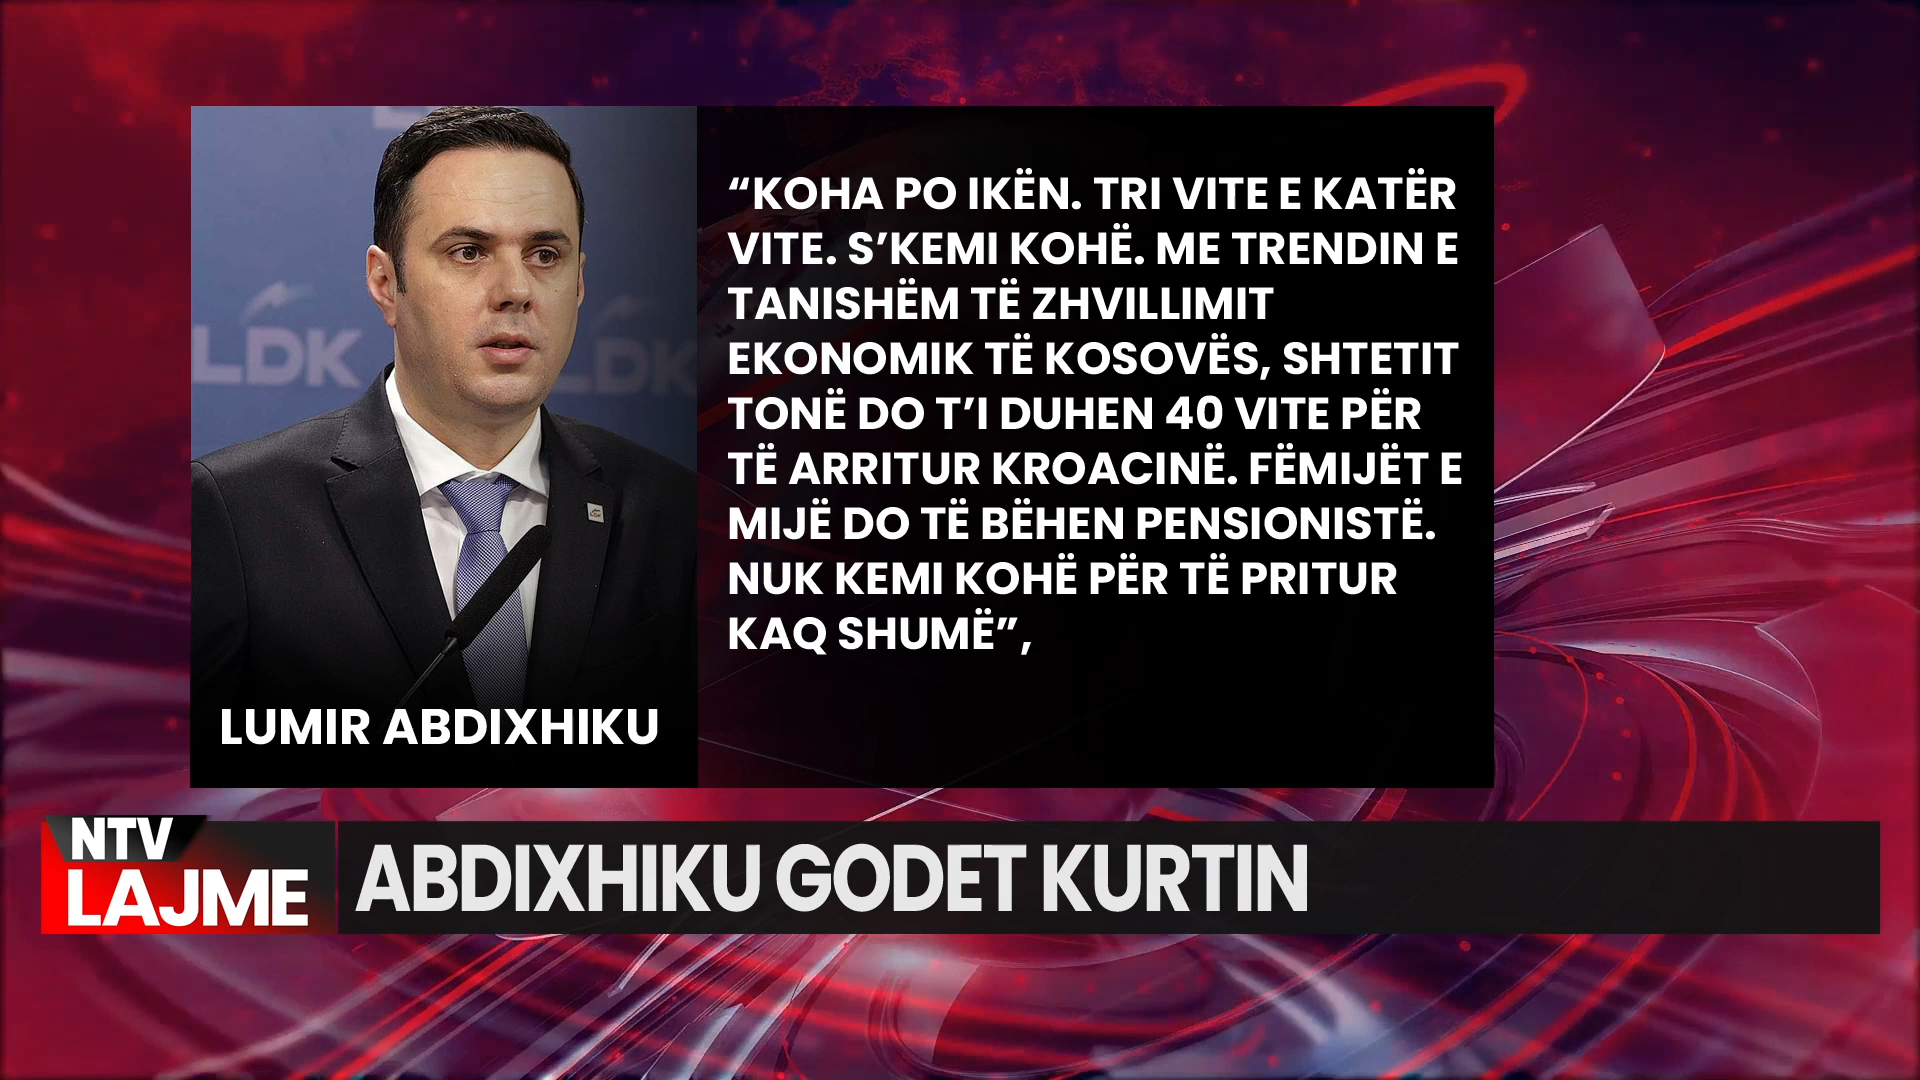 LDK
LDK
“KOHA PO IKËN. TRI VITE E KATËR
VITE. S’KEMI KOHË. ME TRENDIN E
TANISHËM TË ZHVILLIMIT
EKONOMIK TË KOSOVËS, SHTETIT
TONË DO T’I DUHEN 40 VITE PËR
TË ARRITUR KROACINË. FËMIJËT E
MIJË DO TË BËHEN PENSIONISTË.
NUK KEMI KOHË PËR TË PRITUR
KAQ SHUMË”,
LUMIR ABDIXHIKU
NTV
LAJME
ABDIXHIKU GODET KURTIN